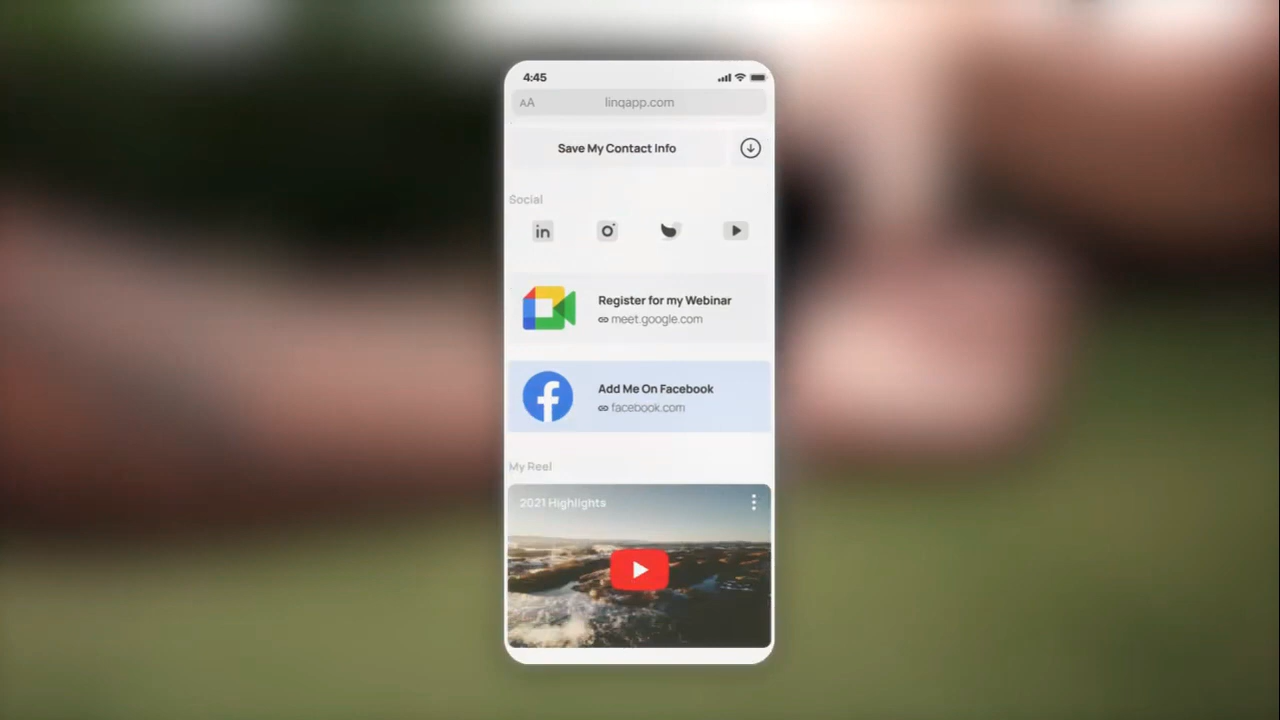 4:45
AA
linqapp.com
Save My Contact Info
Social
in
Register for my Webinar
meet.google.com
f
Add Me On Facebook
facebook.com
My Reel
2021 Highlights